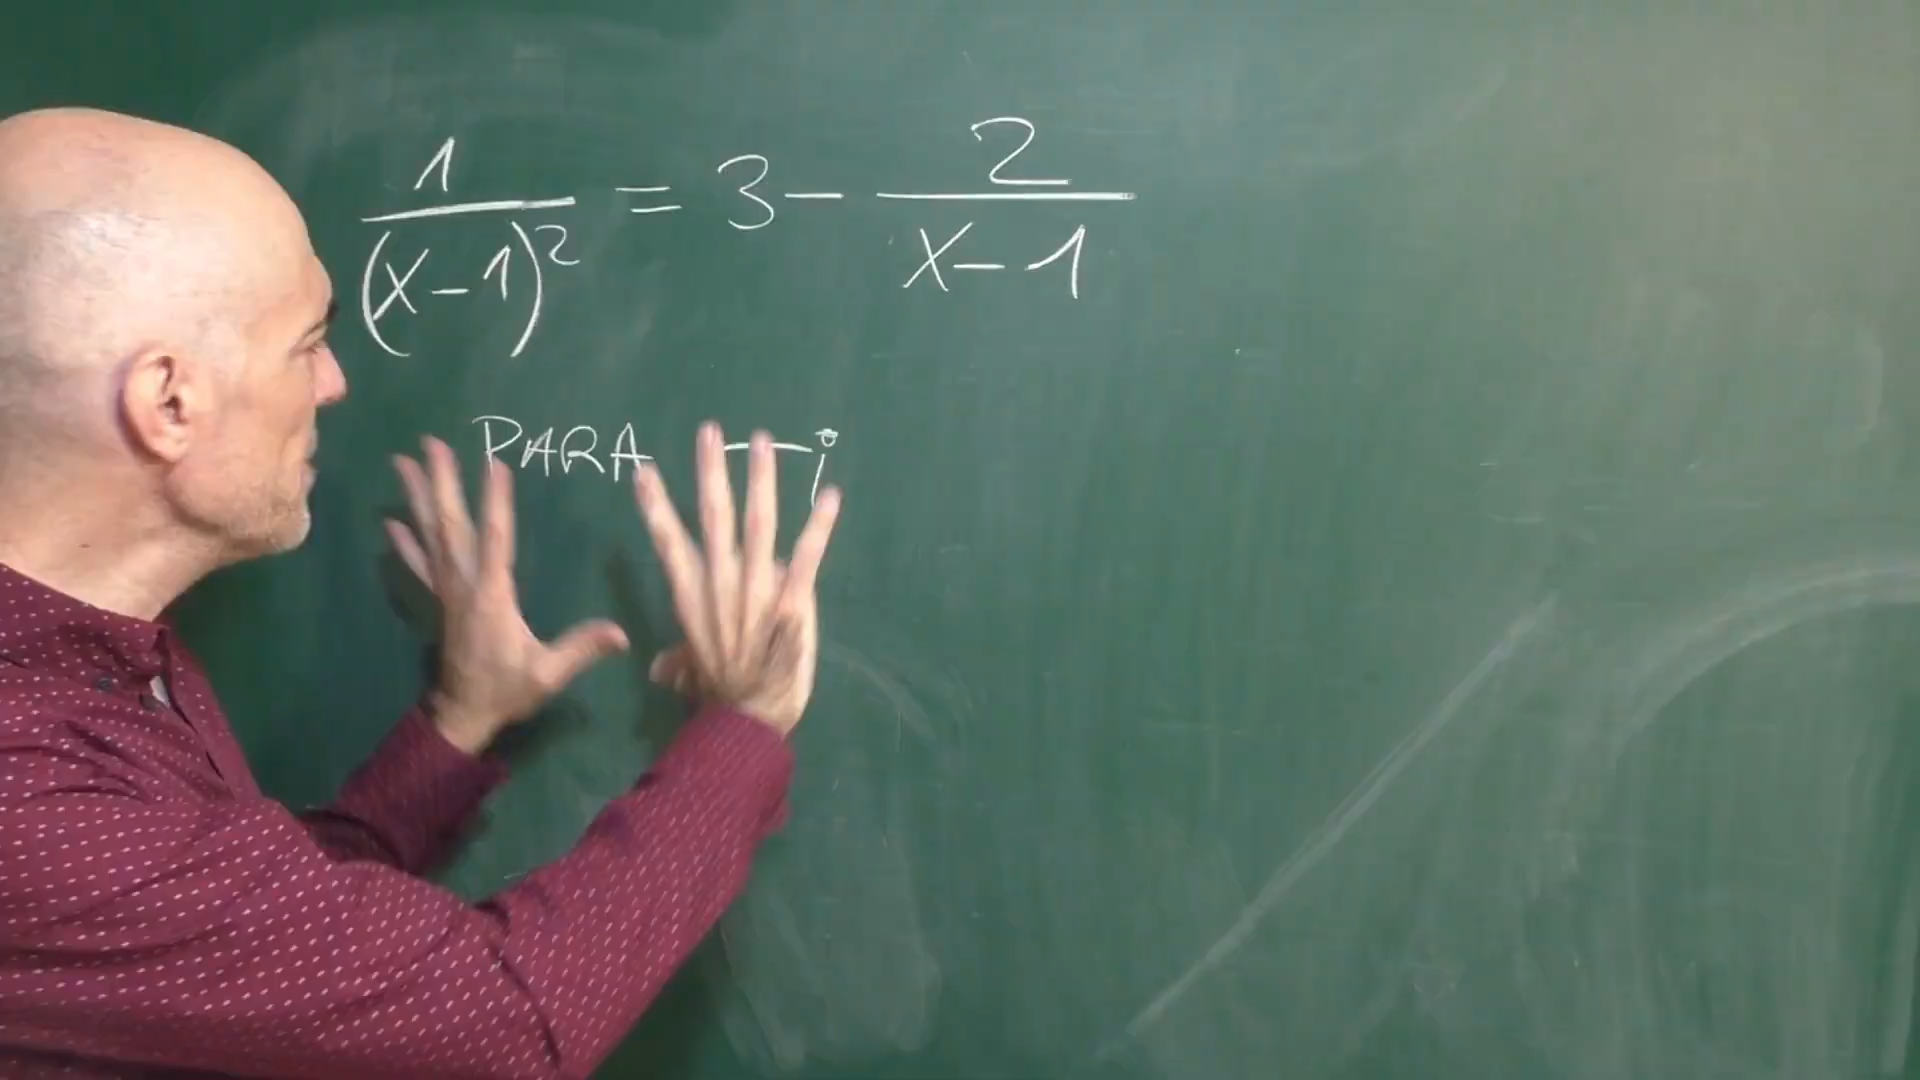 1/(x-1)² = 3 - 2/(x-1)
PARA